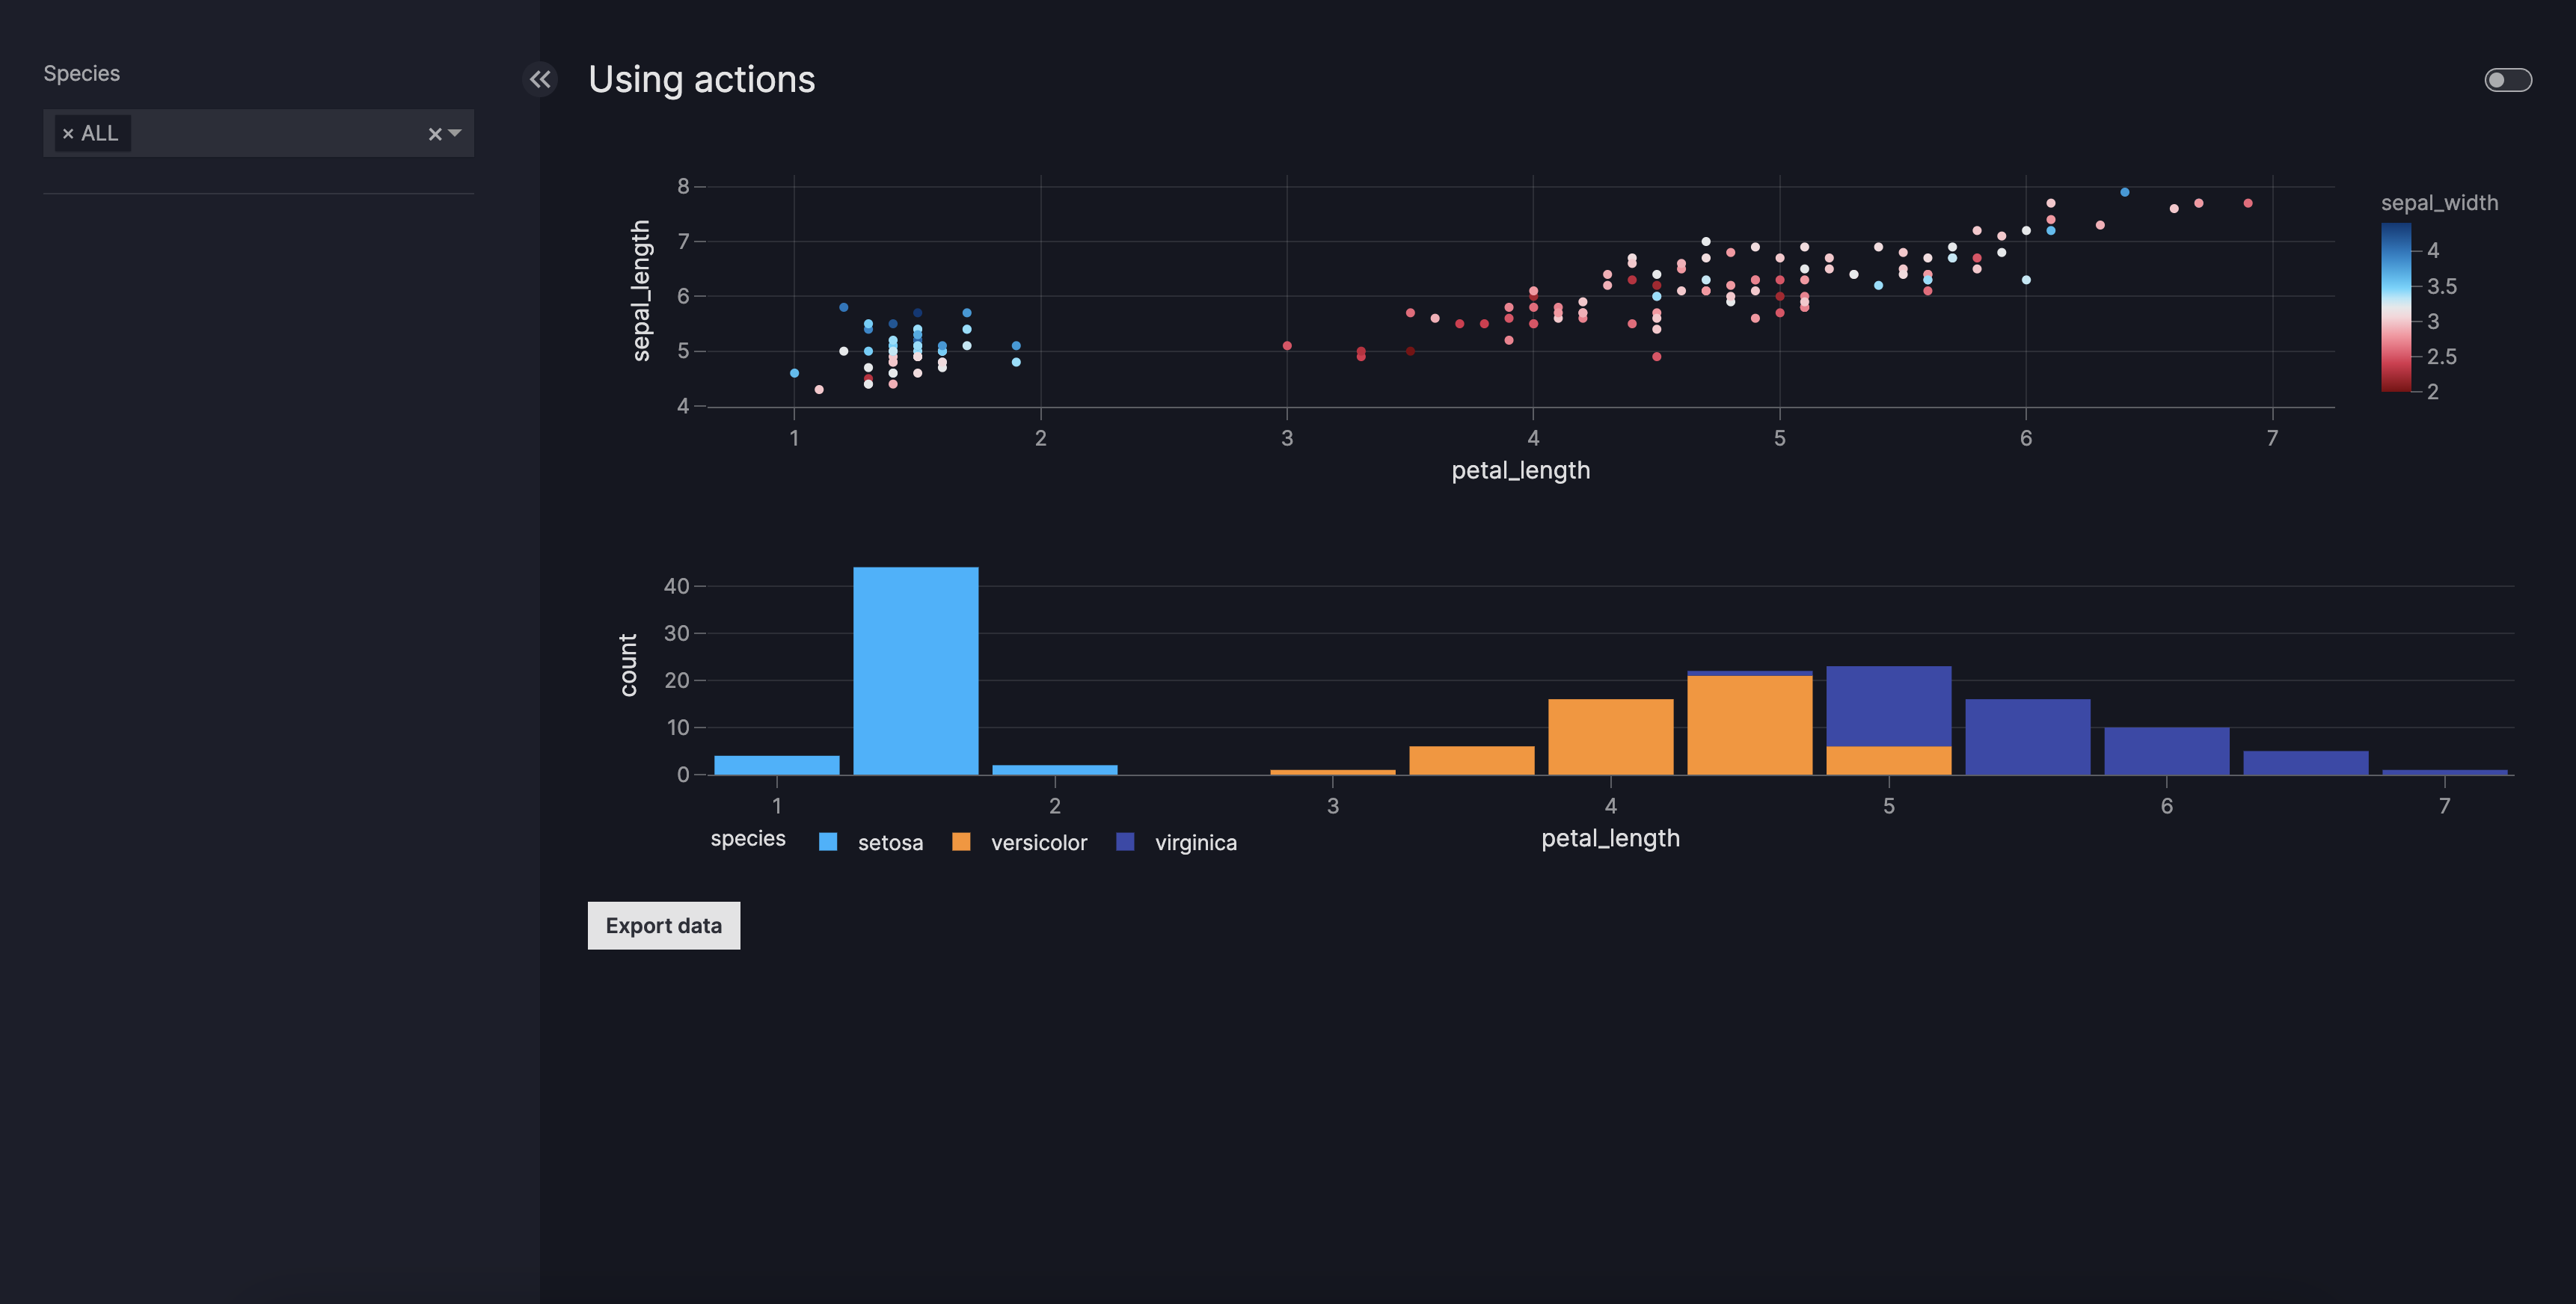 Species
× ALL
Using actions
sepal_length
8
7
6
5
4
1 2 3 4 5 6 7
petal_length
sepal_width
4
3.5
3
2.5
2
count
40
30
20
10
0
1 2 3 4 5 6 7
species setosa versicolor virginica
petal_length
Export data